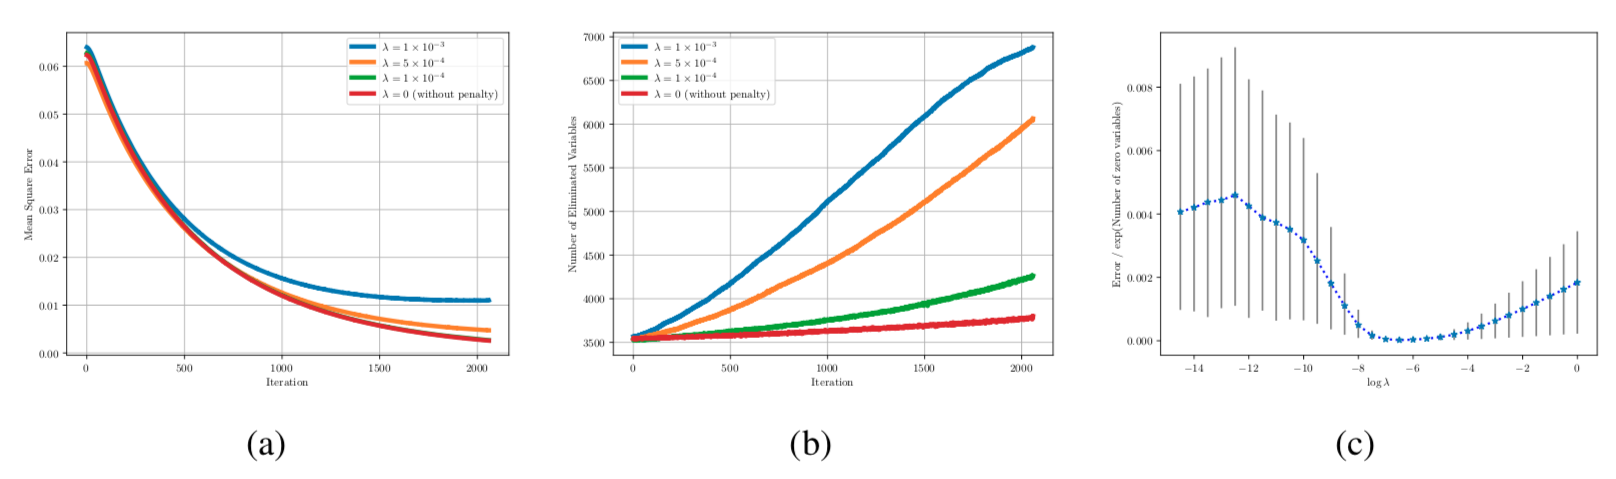 λ = 1 × 10⁻³
λ = 5 × 10⁻⁴
λ = 1 × 10⁻⁴
λ = 0 (without penalty)
0.06
0.05
0.04
0.03
0.02
0.01
0.00
Mean Square Error
0 500 1000 1500 2000
Iteration
(a)
λ = 1 × 10⁻³
λ = 5 × 10⁻⁴
λ = 1 × 10⁻⁴
λ = 0 (without penalty)
7000
6500
6000
5500
5000
4500
4000
3500
Number of Eliminated Variables
0 500 1000 1500 2000
Iteration
(b)
0.008
0.006
0.004
0.002
0.000
Error / exp(Number of zero variables)
−14 −12 −10 −8 −6 −4 −2 0
log λ
(c)